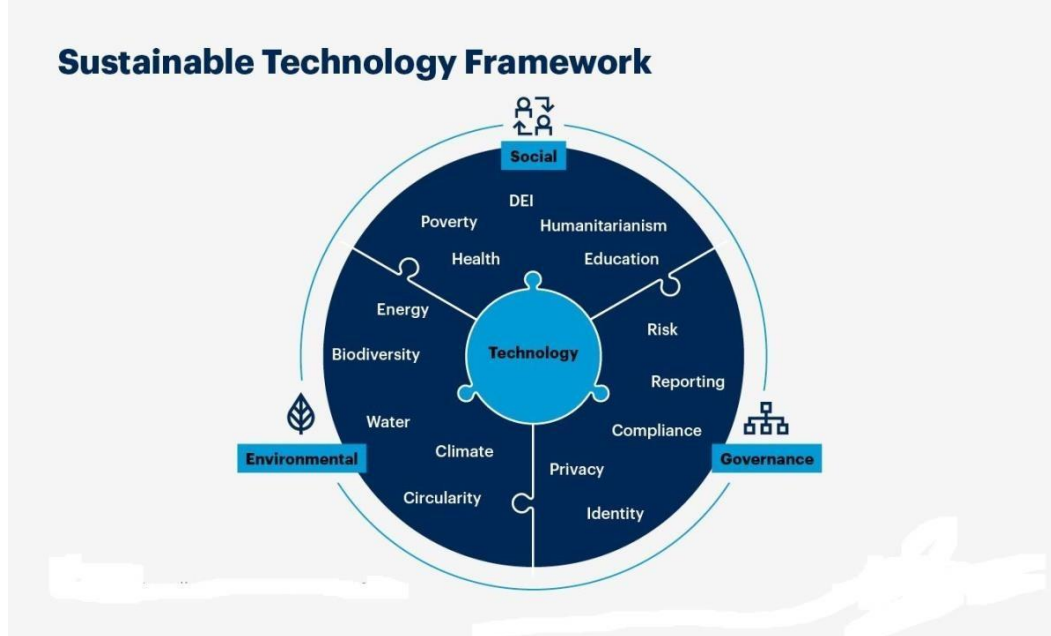 Sustainable Technology Framework
Social
DEI
Poverty
Humanitarianism
Health
Education
Energy
Risk
Biodiversity
Technology
Reporting
Water
Compliance
Climate
Privacy
Environmental
Governance
Circularity
Identity